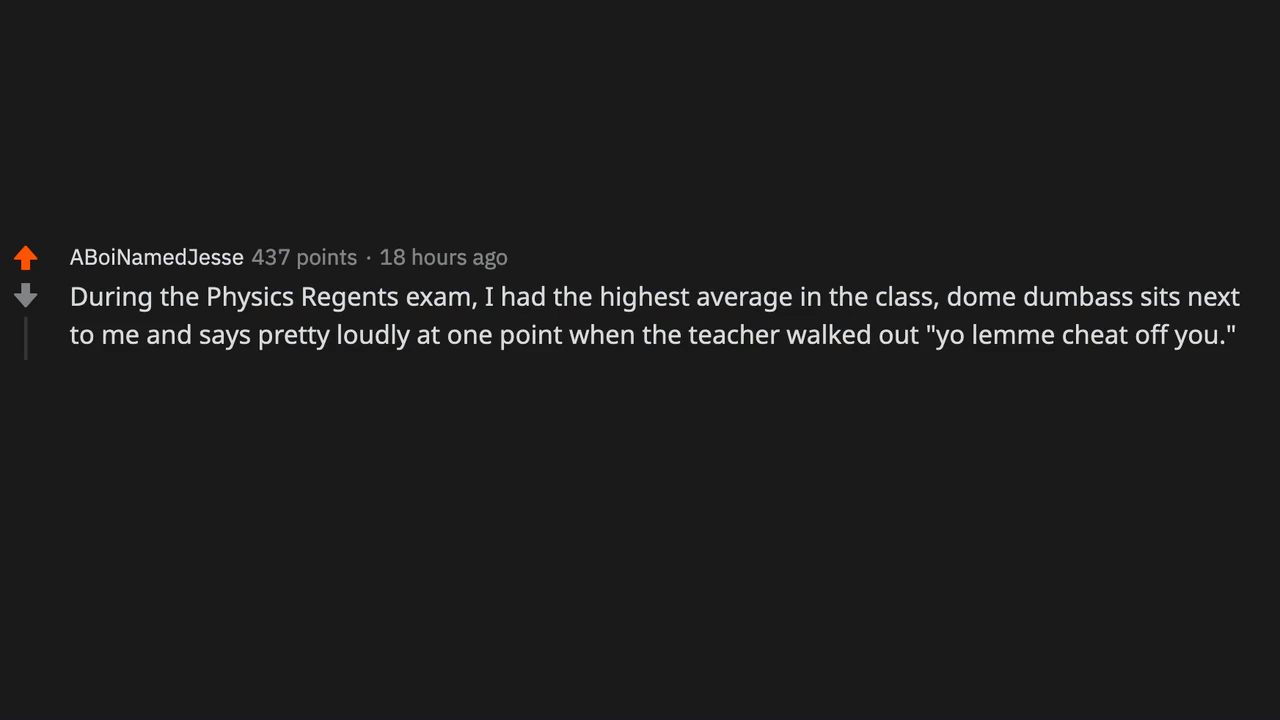 ABoiNamedJesse 437 points · 18 hours ago
During the Physics Regents exam, I had the highest average in the class, dome dumbass sits next
to me and says pretty loudly at one point when the teacher walked out "yo lemme cheat off you."